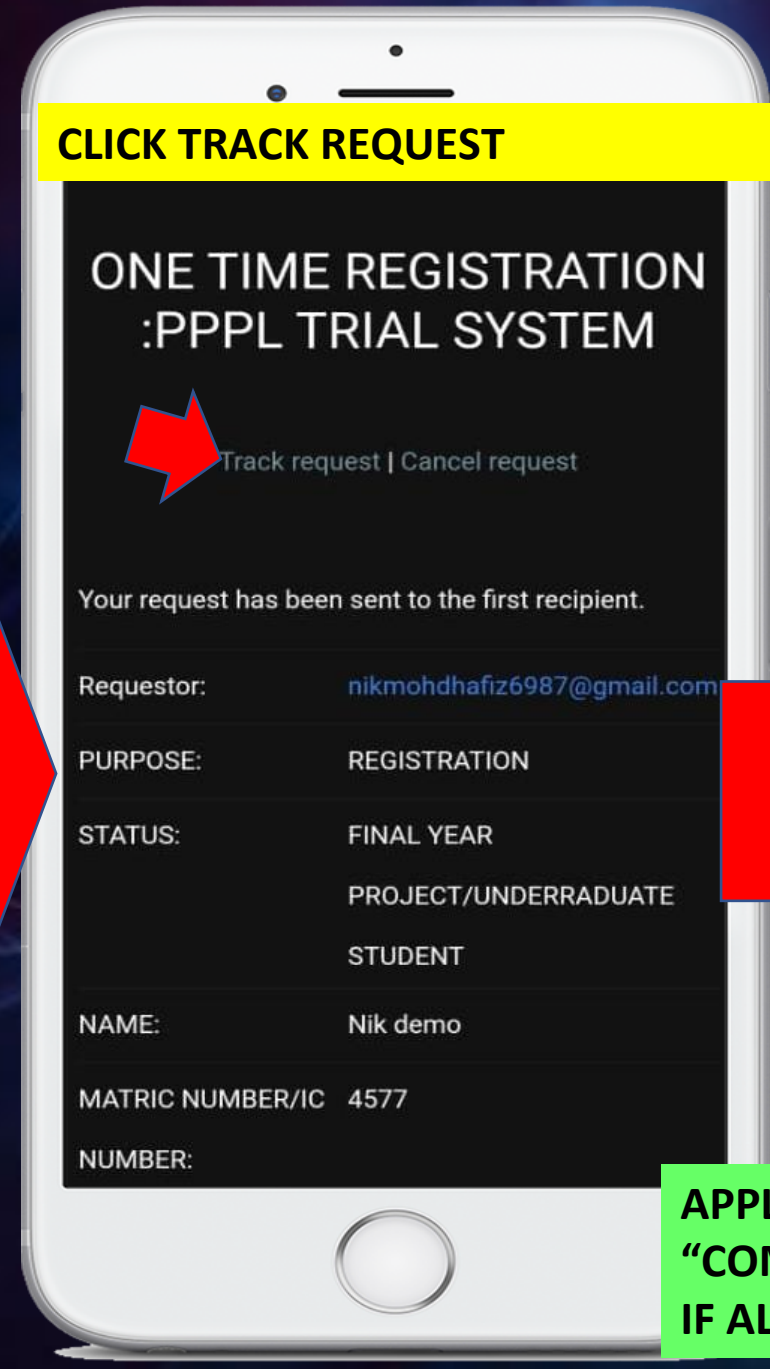 CLICK TRACK REQUEST
ONE TIME REGISTRATION
:PPPL TRIAL SYSTEM
Track request | Cancel request
Your request has been sent to the first recipient.
Requestor: nikmohdhafiz6987@gmail.com
PURPOSE: REGISTRATION
STATUS: FINAL YEAR
PROJECT/UNDERRADUATE
STUDENT
NAME: Nik demo
MATRIC NUMBER/IC 4577
NUMBER:
IF